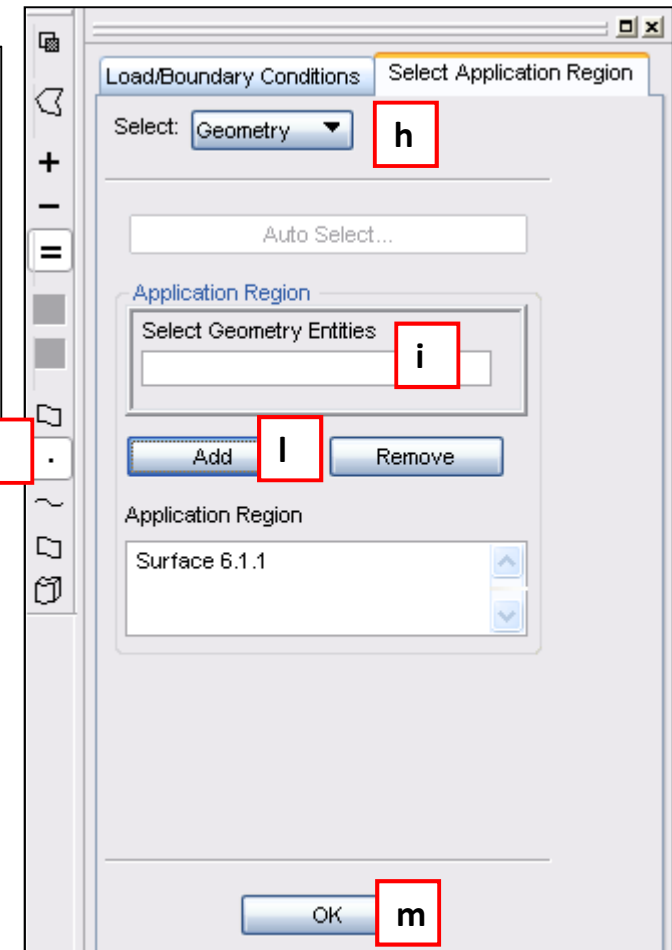 Load/Boundary Conditions Select Application Region
Select: Geometry h
Auto Select...
Application Region
Select Geometry Entities
i
Add l Remove
Application Region
Surface 6.1.1
OK m